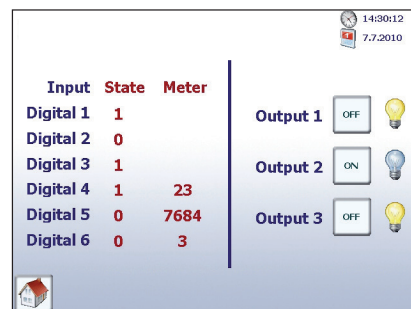 14:30:12
7.7.2010
Input State Meter
Digital 1 1
Digital 2 0
Digital 3 1
Digital 4 1 23
Digital 5 0 7684
Digital 6 0 3
Output 1 OFF
Output 2 ON
Output 3 OFF